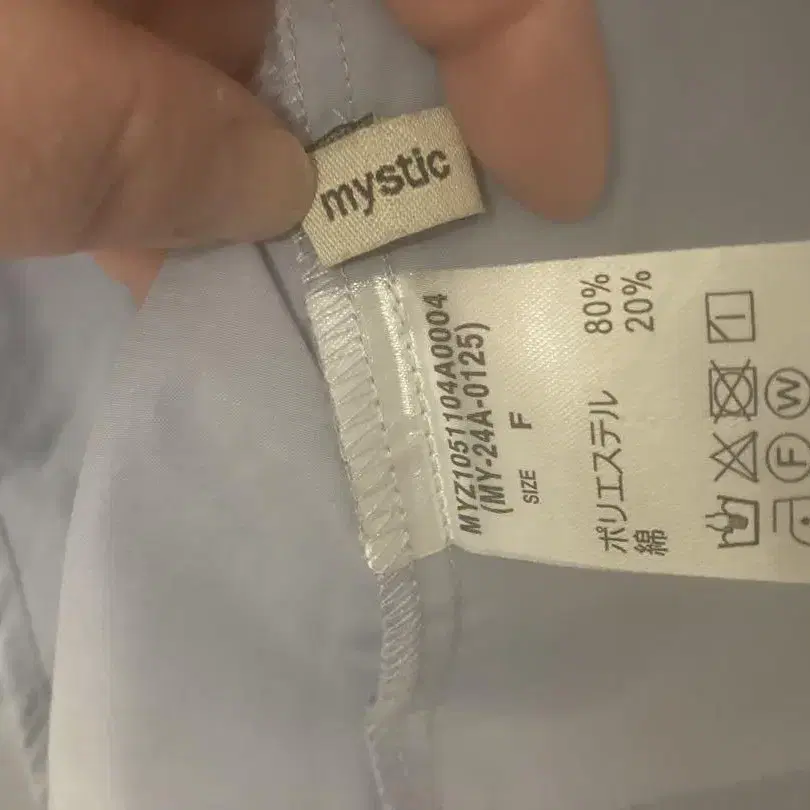 mystic
MYZ1051104A0004
(MY-24A-0125)
SIZE F
ポリエステル 80%
綿 20%
W
F